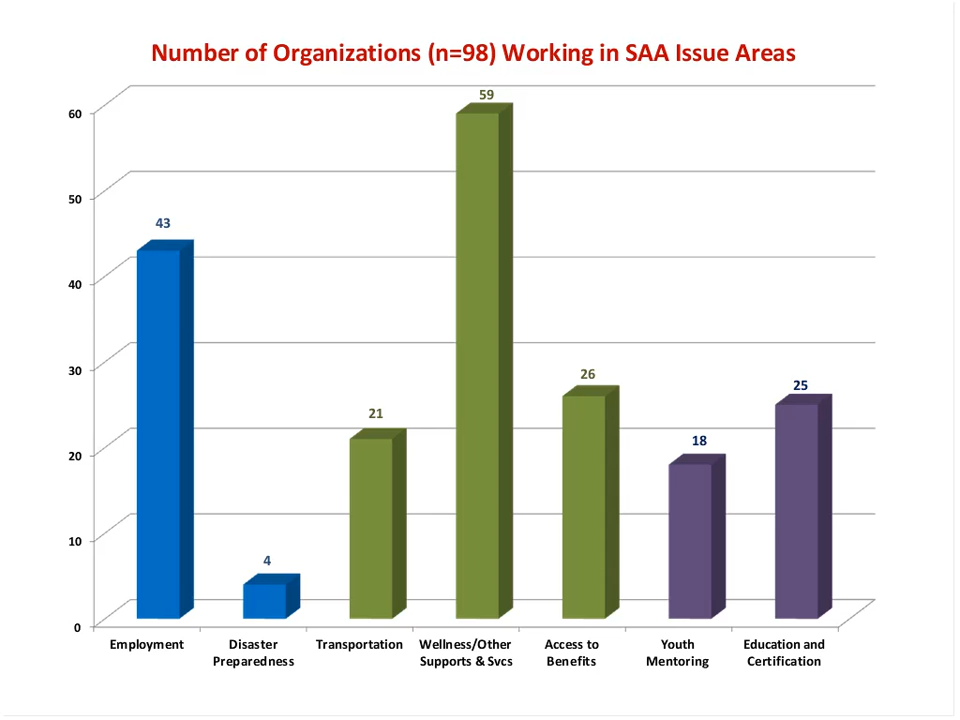 Number of Organizations (n=98) Working in SAA Issue Areas
59
60
50
43
40
30
26
25
21
20
18
10
4
0
Employment
Disaster
Preparedness
Transportation
Wellness/Other
Supports & Svcs
Access to
Benefits
Youth
Mentoring
Education and
Certification